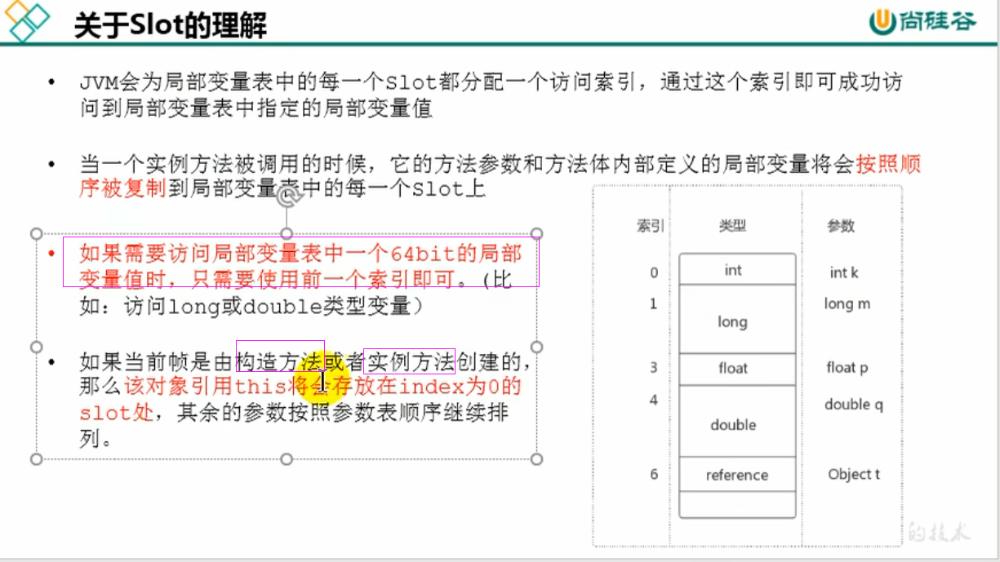 关于Slot的理解
尚硅谷
• JVM会为局部变量表中的每一个Slot都分配一个访问索引，通过这个索引即可成功访
问到局部变量表中指定的局部变量值
• 当一个实例方法被调用的时候，它的方法参数和方法体内部定义的局部变量将会按照顺
序被复制到局部变量表中的每一个Slot上
• 如果需要访问局部变量表中一个64bit的局部
变量值时，只需要使用前一个索引即可。（比
如：访问long或double类型变量）
• 如果当前帧是由构造方法或者实例方法创建的，
那么该对象引用this将会存放在index为0的
slot处，其余的参数按照参数表顺序继续排
列。
索引 类型 参数
0 int int k
1 long long m
3 float float p
4 double double q
6 reference Object t
的技术